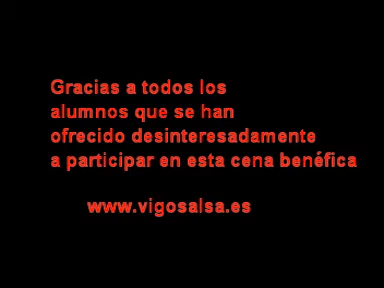 Gracias a todos los
alumnos que se han
ofrecido desinteresadamente
a participar en esta cena benéfica
www.vigosalsa.es